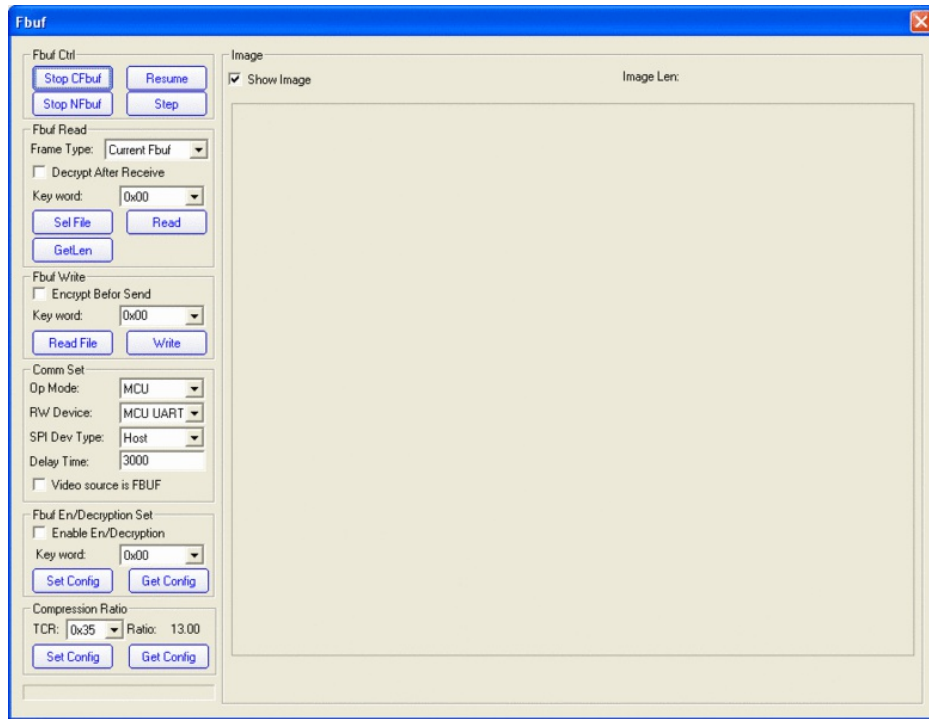 Fbuf
Fbuf Ctrl
Stop CFbuf Resume
Stop NFbuf Step
Fbuf Read
Frame Type: Current Fbuf
Decrypt After Receive
Key word: 0x00
Sel File Read
GetLen
Fbuf Write
Encrypt Befor Send
Key word: 0x00
Read File Write
Comm Set
Op Mode: MCU
RW Device: MCU UART
SPI Dev Type: Host
Delay Time: 3000
Video source is FBUF
Fbuf En/Decryption Set
Enable En/Decryption
Key word: 0x00
Set Config Get Config
Compression Ratio
TCR: 0x35 Ratio: 13.00
Set Config Get Config
Image
Show Image Image Len: